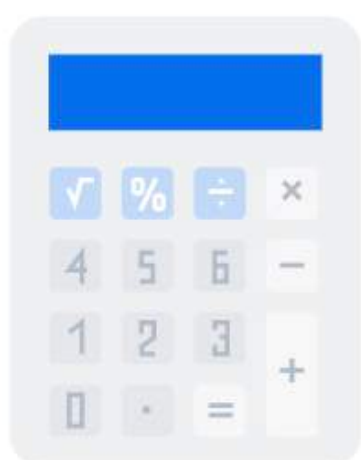 √ % ÷ ×
4 5 6 −
1 2 3 +
0 . =